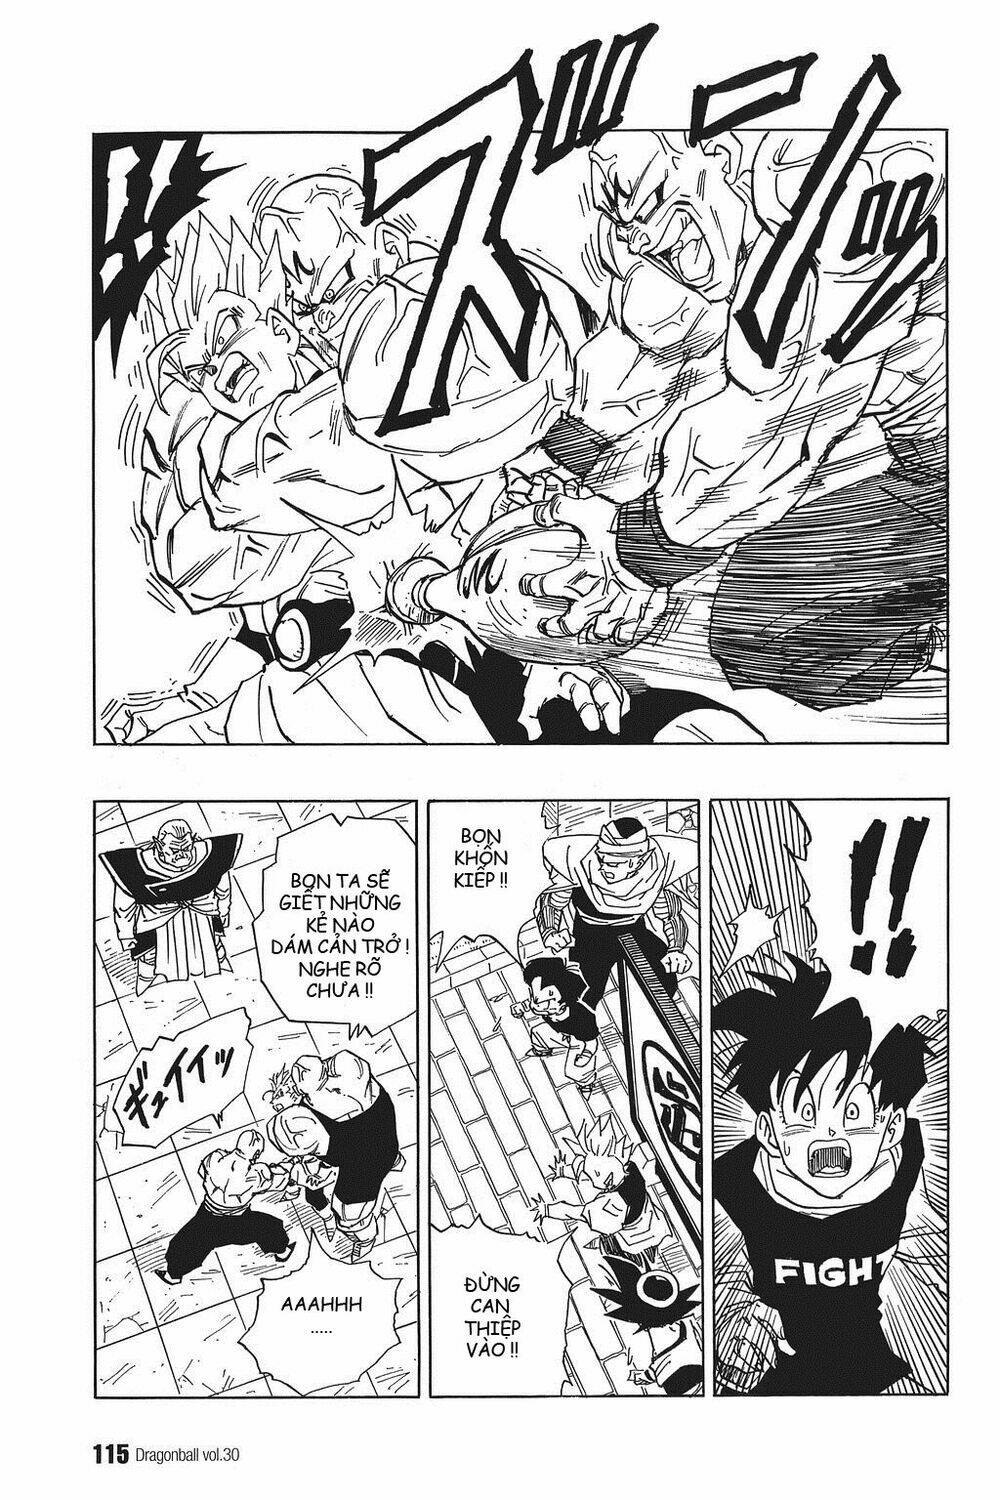 ズンッ
!!
!!
FIGHT
BỌN
KHỐN
KIẾP !!
ĐỪNG
CAN
THIỆP
VÀO !!
BỌN TA SẼ
GIẾT NHỮNG
KẺ NÀO
DÁM CẢN TRỞ !
NGHE RÕ
CHƯA !!
ギュイイッ
AAAHHH
.....
115 Dragonball vol.30